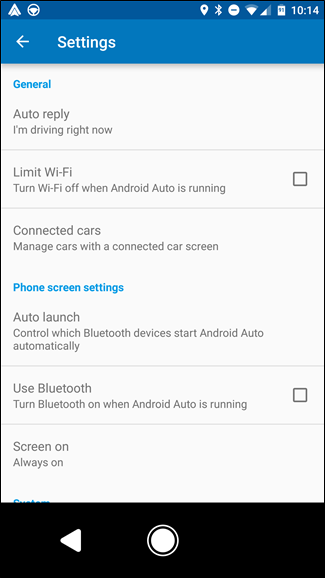 10:14
Settings
General
Auto reply
I'm driving right now
Limit Wi-Fi
Turn Wi-Fi off when Android Auto is running
Connected cars
Manage cars with a connected car screen
Phone screen settings
Auto launch
Control which Bluetooth devices start Android Auto
automatically
Use Bluetooth
Turn Bluetooth on when Android Auto is running
Screen on
Always on
System